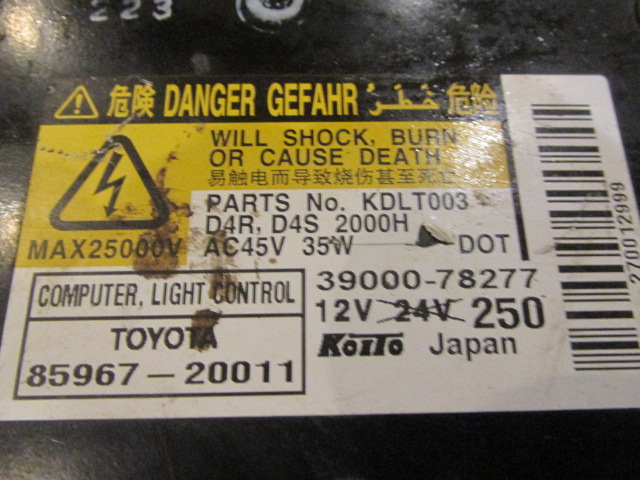 223
危険 DANGER GEFAHR خَطَرٌ 危险
WILL SHOCK, BURN
OR CAUSE DEATH
易触电而导致烧伤甚至死亡
MAX25000V
PARTS No. KDLT003
D4R, D4S 2000H
AC45V 35W DOT
COMPUTER, LIGHT CONTROL
TOYOTA
85967-20011
39000-78277
12V 24V 250
KOITO Japan
270012999